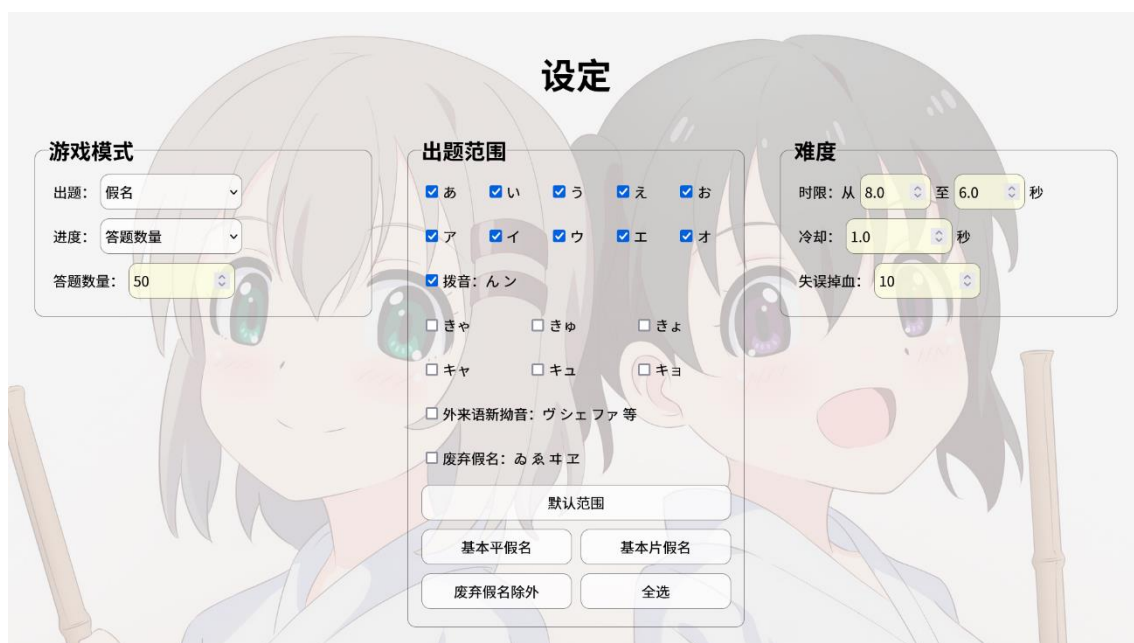 设定
游戏模式
出题： 假名
进度： 答题数量
答题数量： 50
出题范围
あ い う え お
ア イ ウ エ オ
拨音：ん ン
きゃ きゅ きょ
キャ キュ キョ
外来语新拗音：ヴ シェ ファ 等
废弃假名：ゐ ゑ ヰ ヱ
默认范围
基本平假名 基本片假名
废弃假名除外 全选
难度
时限：从 8.0 至 6.0 秒
冷却： 1.0 秒
失误掉血： 10